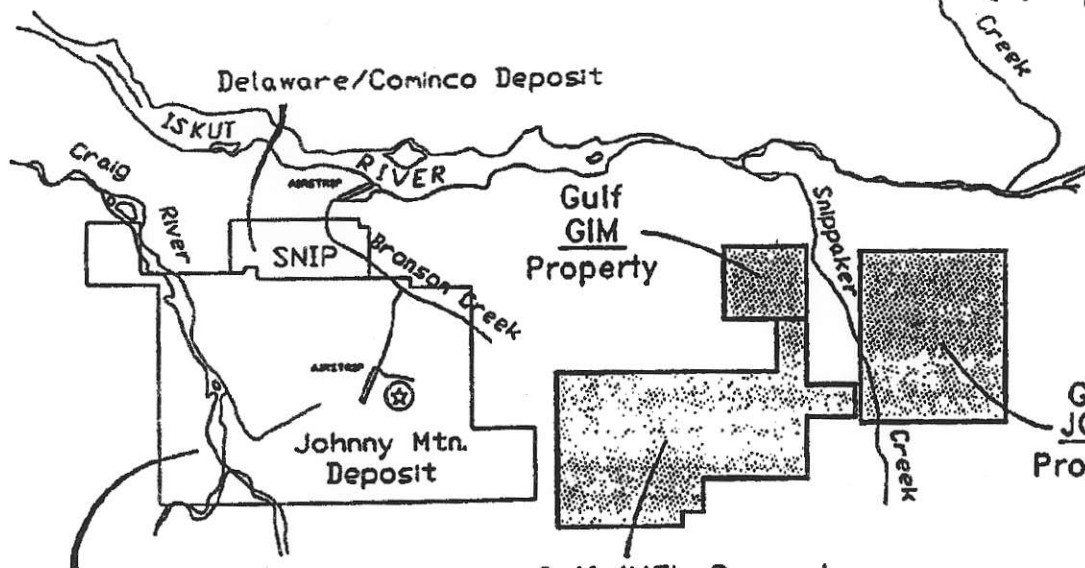 Creek
Delaware/Cominco Deposit
ISKUT
RIVER
Craig
River
AIRSTRIP
SNIP
Bronson Creek
Gulf
GIM
Property
Snippaker
Creek
AIRSTRIP
Johnny Mtn.
Deposit